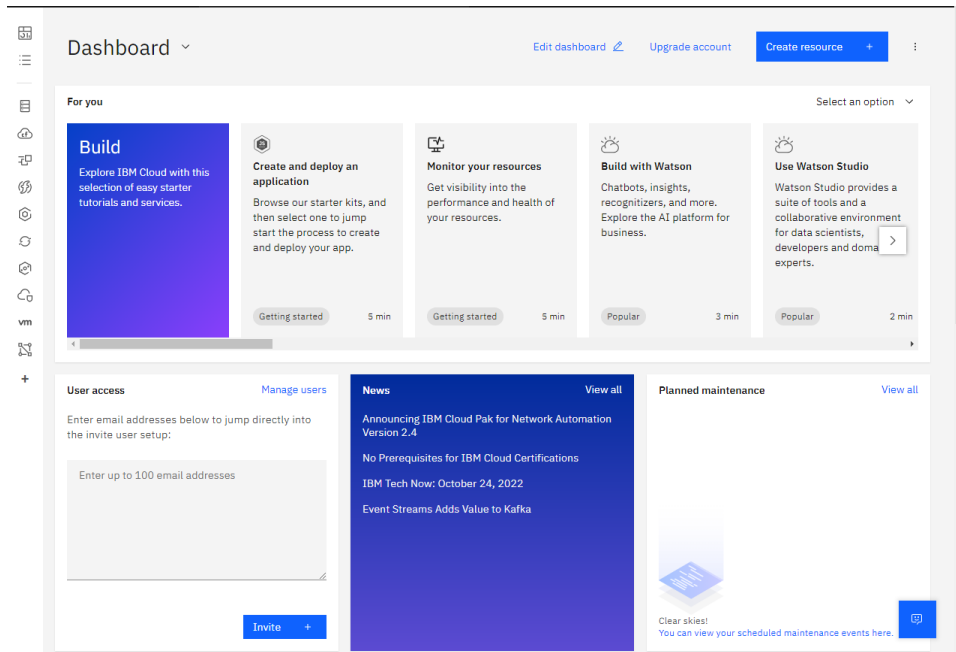 Dashboard
Edit dashboard
Upgrade account
Create resource +
For you
Select an option
Build
Explore IBM Cloud with this
selection of easy starter
tutorials and services.
Create and deploy an
application
Browse our starter kits, and
then select one to jump
start the process to create
and deploy your app.
Getting started
5 min
Monitor your resources
Get visibility into the
performance and health of
your resources.
Getting started
5 min
Build with Watson
Chatbots, insights,
recognizers, and more.
Explore the AI platform for
business.
Popular
3 min
Use Watson Studio
Watson Studio provides a
suite of tools and a
collaborative environment
for data scientists,
developers and
experts.
Popular
2 min
vm
+
User access
Manage users
Enter email addresses below to jump directly into
the invite user setup:
Enter up to 100 email addresses
Invite +
News
View all
Announcing IBM Cloud Pak for Network Automation
Version 2.4
No Prerequisites for IBM Cloud Certifications
IBM Tech Now: October 24, 2022
Event Streams Adds Value to Kafka
Planned maintenance
View all
Clear skies!
You can view your scheduled maintenance events here.